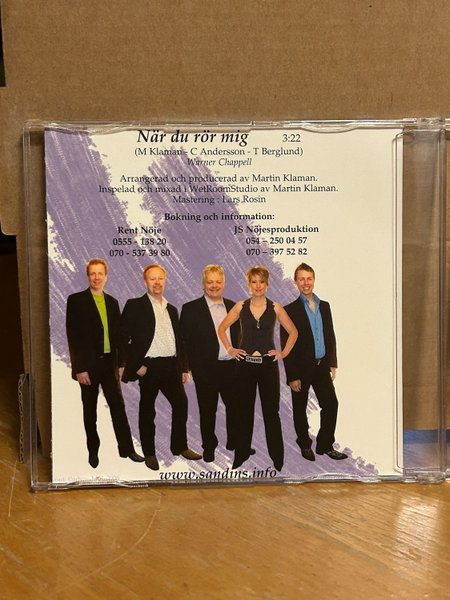 När du rör mig 3:22
(M Klaman - C Andersson - T Berglund)
Warner Chappell
Arrangerad och producerad av Martin Klaman.
Inspelad och mixad i WetRoomStudio av Martin Klaman.
Mastering : Lars Rosin
Bokning och information:
Rent Nöje JS Nöjesproduktion
0555 - 138 20 054 – 250 04 57
070 - 537 39 80 070 – 397 52 82
www.sandins.info